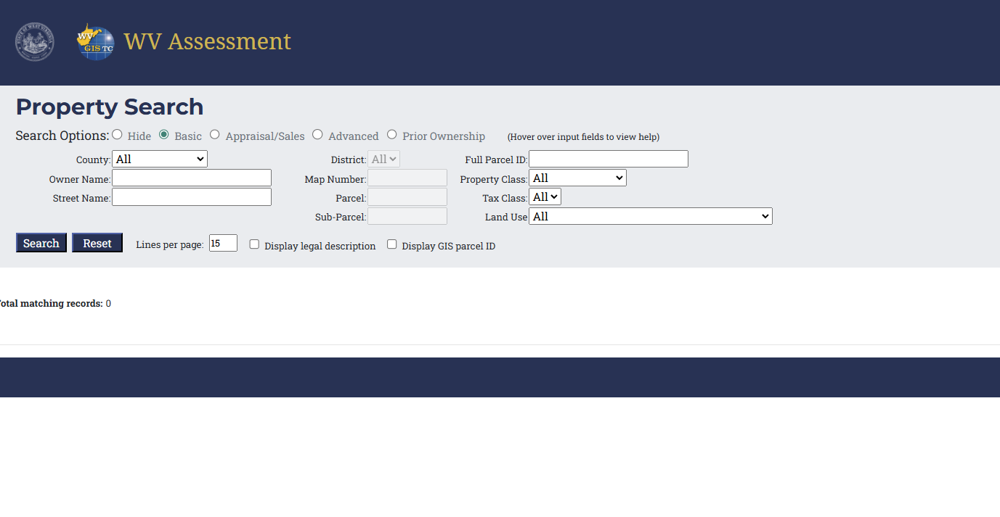 WV
GIS TC
WV Assessment
Property Search
Search Options: Hide Basic Appraisal/Sales Advanced Prior Ownership (Hover over input fields to view help)
County: All District: All Full Parcel ID:
Owner Name: Map Number: Property Class: All
Street Name: Parcel: Tax Class: All
Sub-Parcel: Land Use All
Search Reset Lines per page: 15 Display legal description Display GIS parcel ID
otal matching records: 0